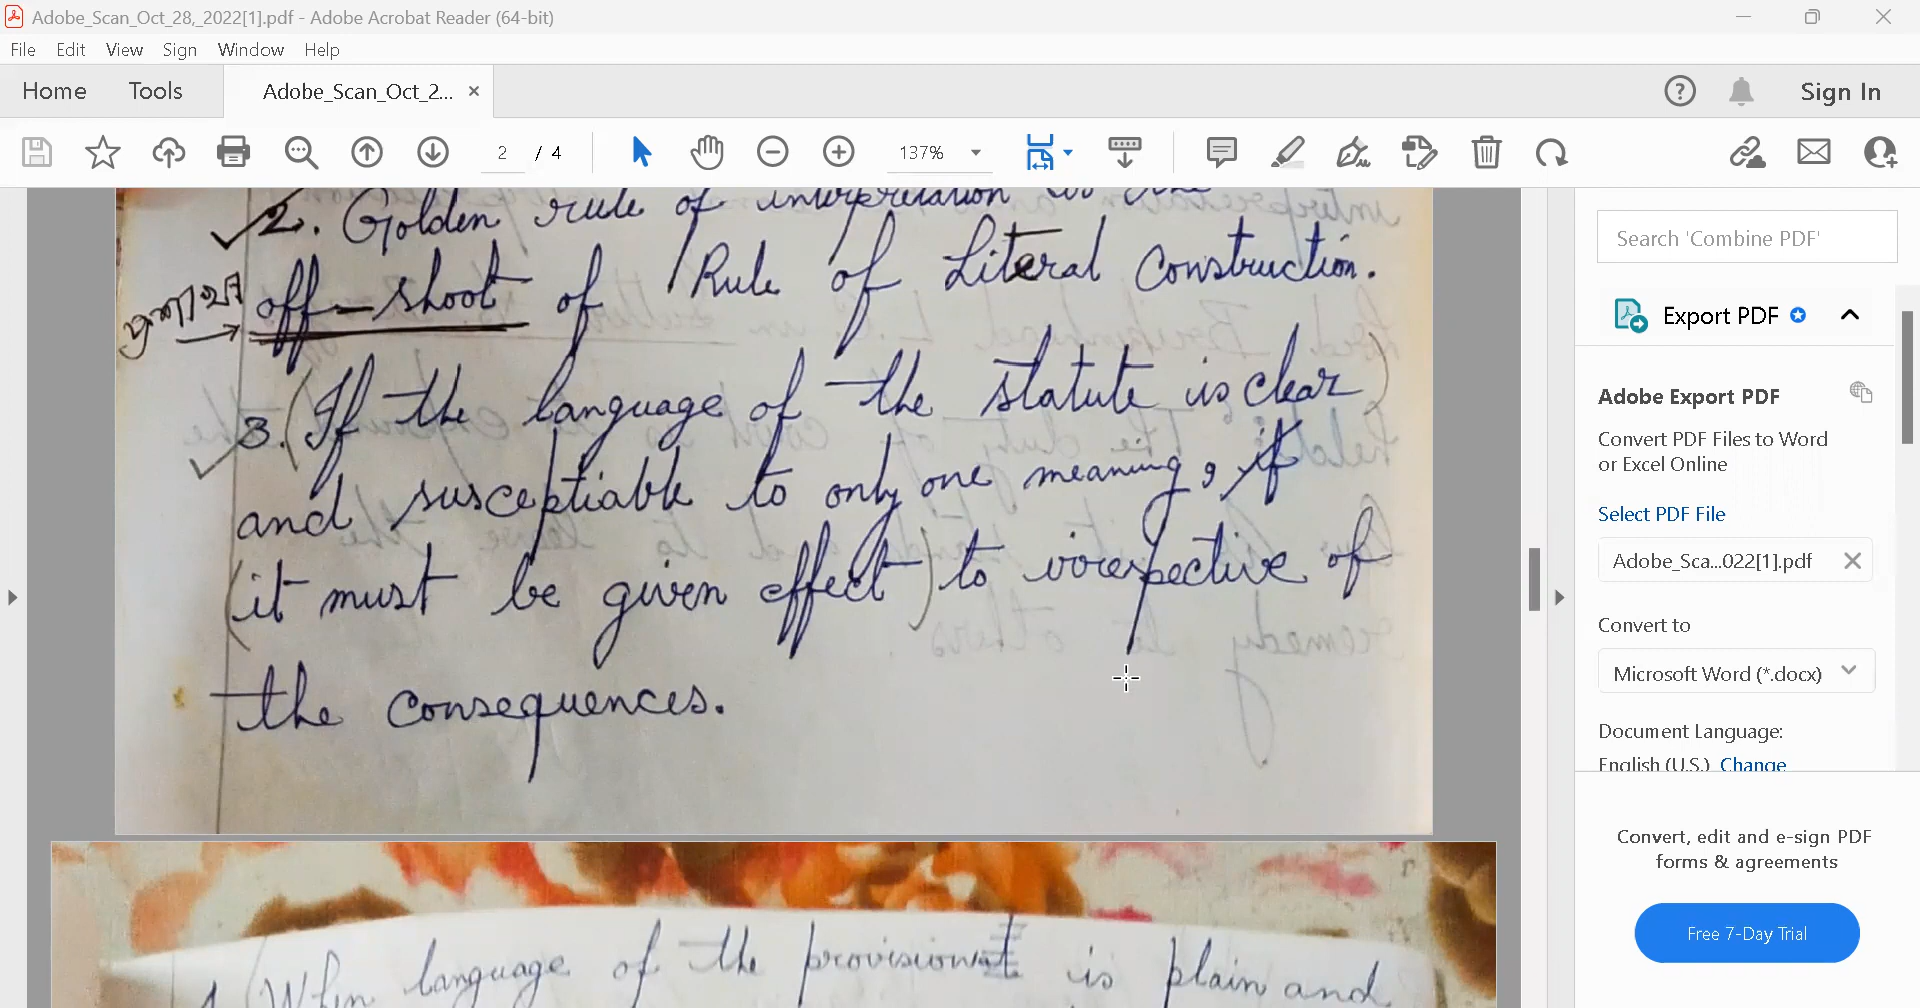 Adobe_Scan_Oct_28,_2022[1].pdf - Adobe Acrobat Reader (64-bit)
File Edit View Sign Window Help
Home Tools Adobe_Scan_Oct_2... × Sign In
2 / 4 137%
2. Golden rule of interpretation is the
off-shoot of Rule of Literal Construction.
3. (If the language of the statute is clear)
and susceptiable to only one meaning, if
(it must be given effect) to irrespective of
the consequences.
1. (When language of the provision is plain and
Search 'Combine PDF'
Export PDF
Adobe Export PDF
Convert PDF Files to Word
or Excel Online
Select PDF File
Adobe_Sca...022[1].pdf
Convert to
Microsoft Word (*.docx)
Document Language:
English (U.S.) Change
Convert, edit and e-sign PDF
forms & agreements
Free 7-Day Trial